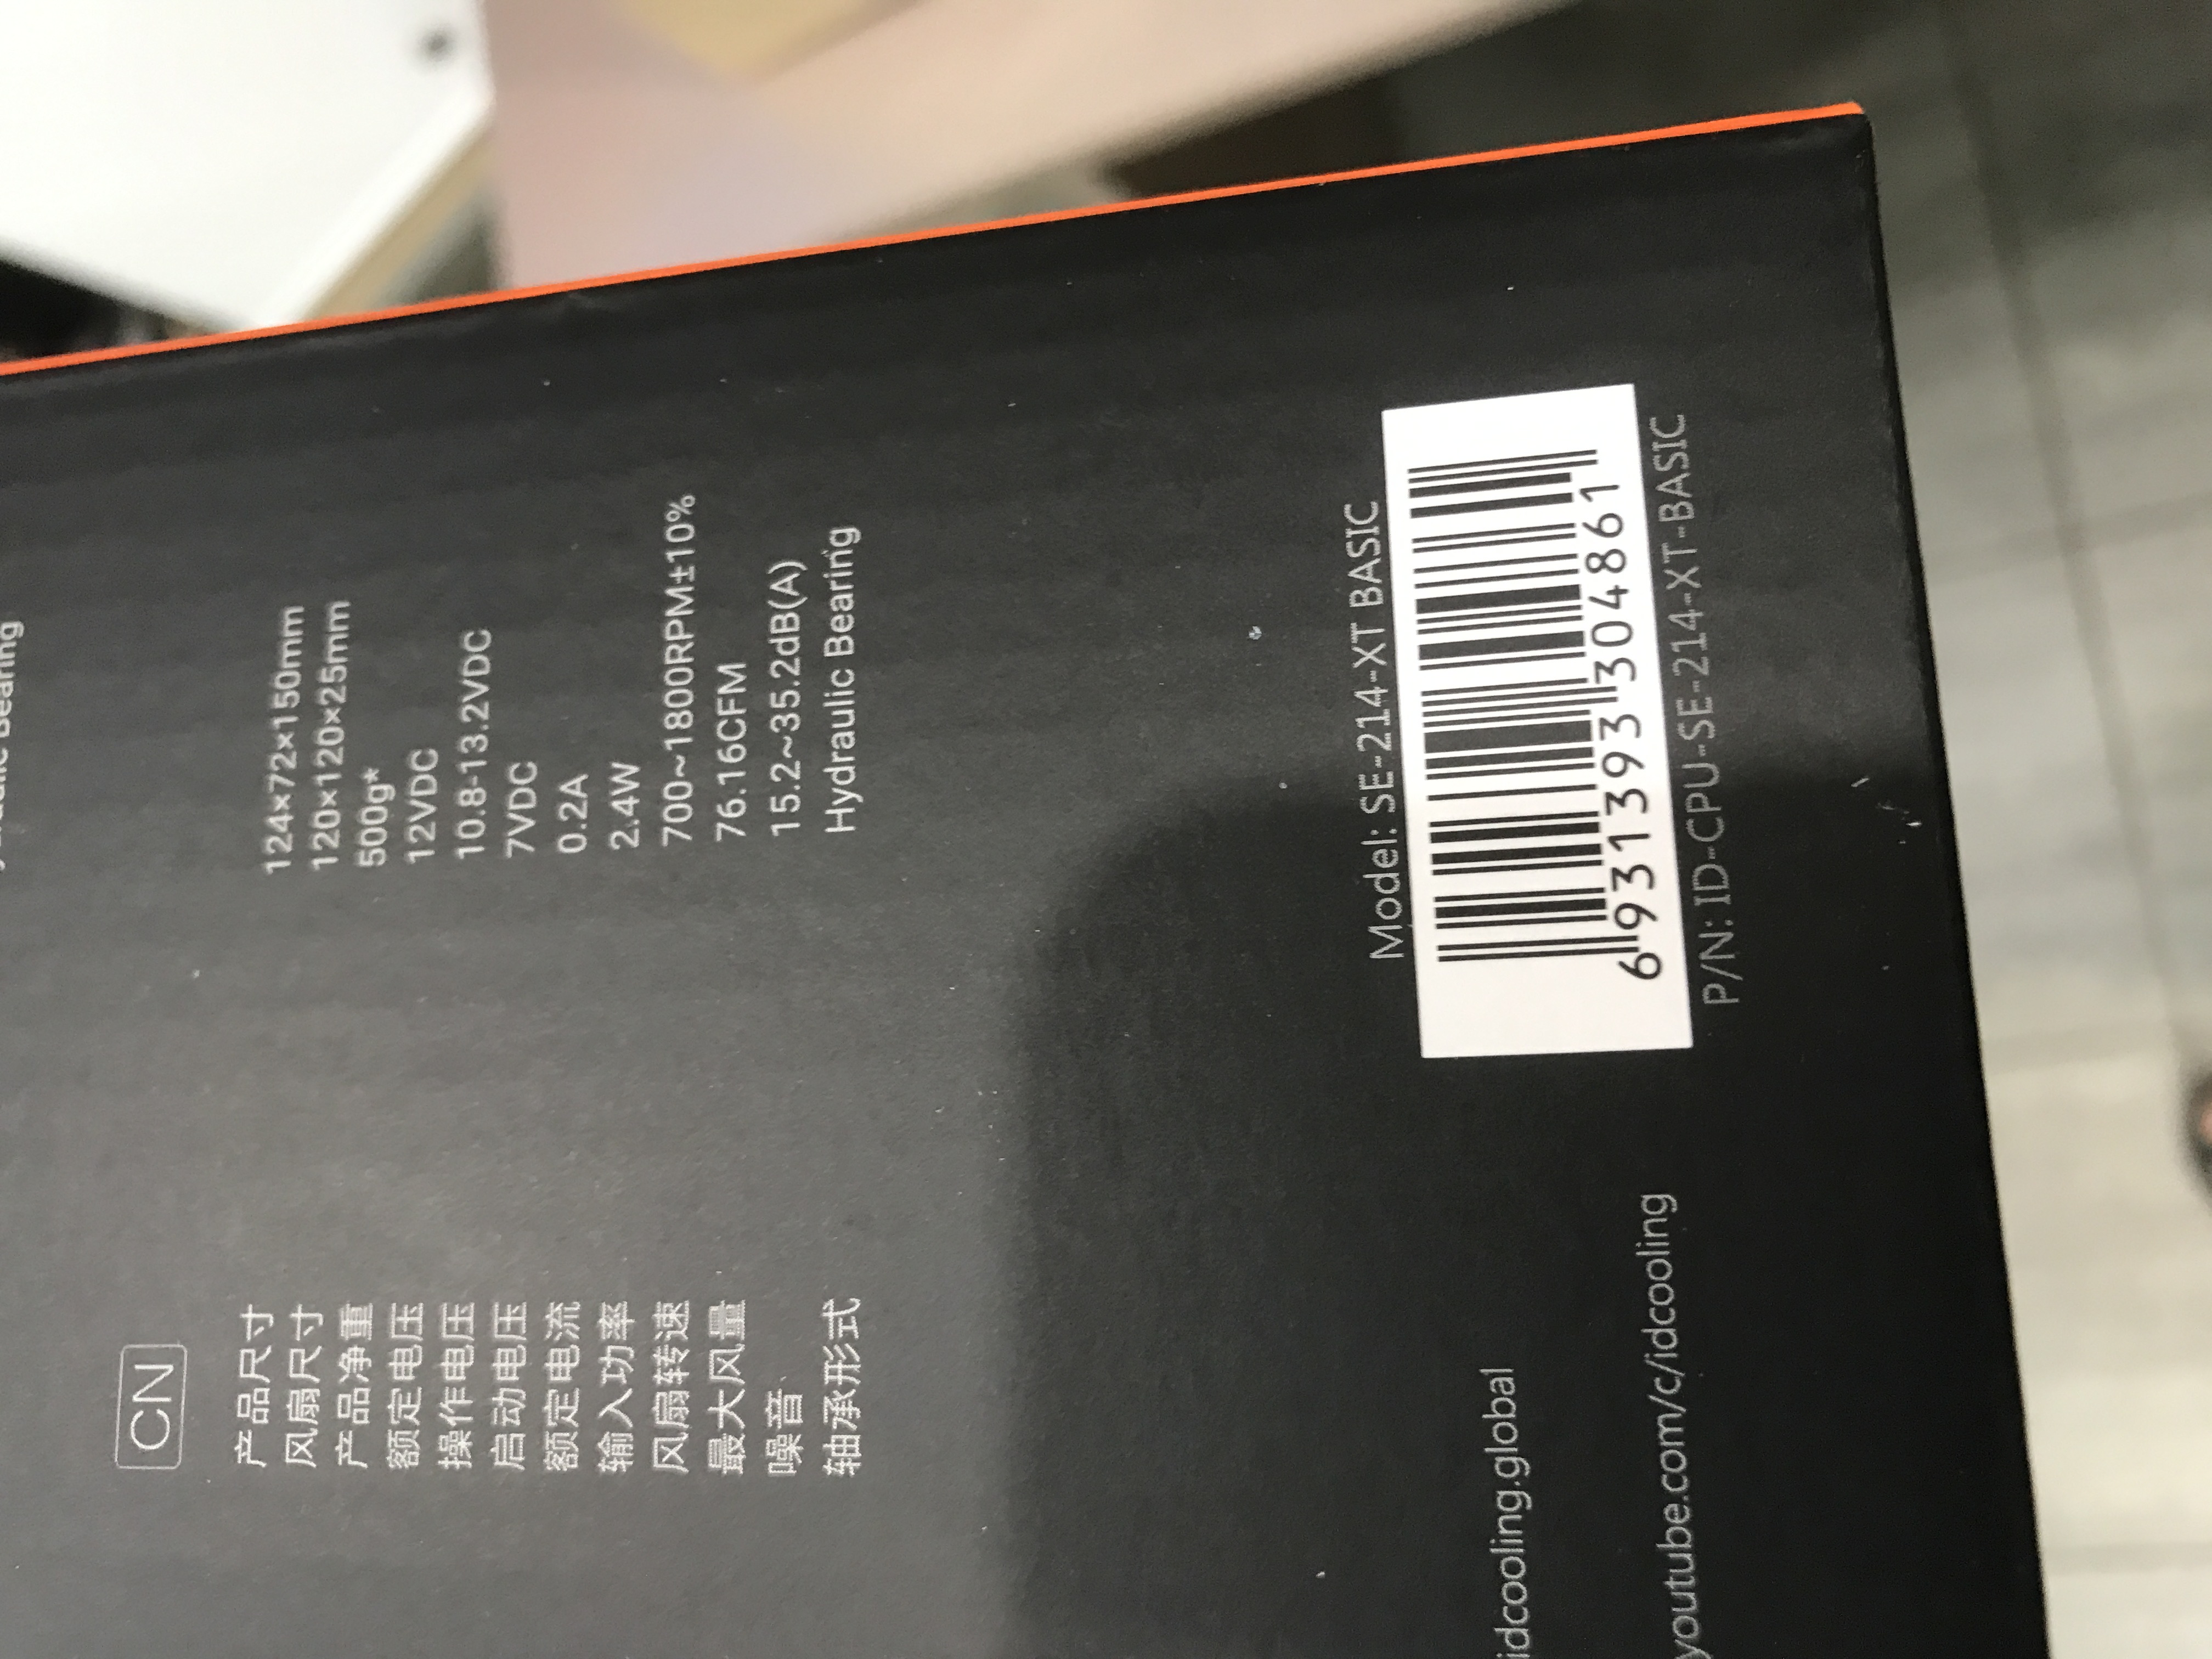 Bearing
CN
产品尺寸 124×72×150mm
风扇尺寸 120×120×25mm
产品净重 500g*
额定电压 12VDC
操作电压 10.8-13.2VDC
启动电压 7VDC
额定电流 0.2A
输入功率 2.4W
风扇转速 700~1800RPM±10%
最大风量 76.16CFM
噪音 15.2~35.2dB(A)
轴承形式 Hydraulic Bearing
Model: SE-214-XT BASIC
6931393304861
P/N: ID-CPU-SE-214-XT-BASIC
idcooling.global
youtube.com/c/idcooling